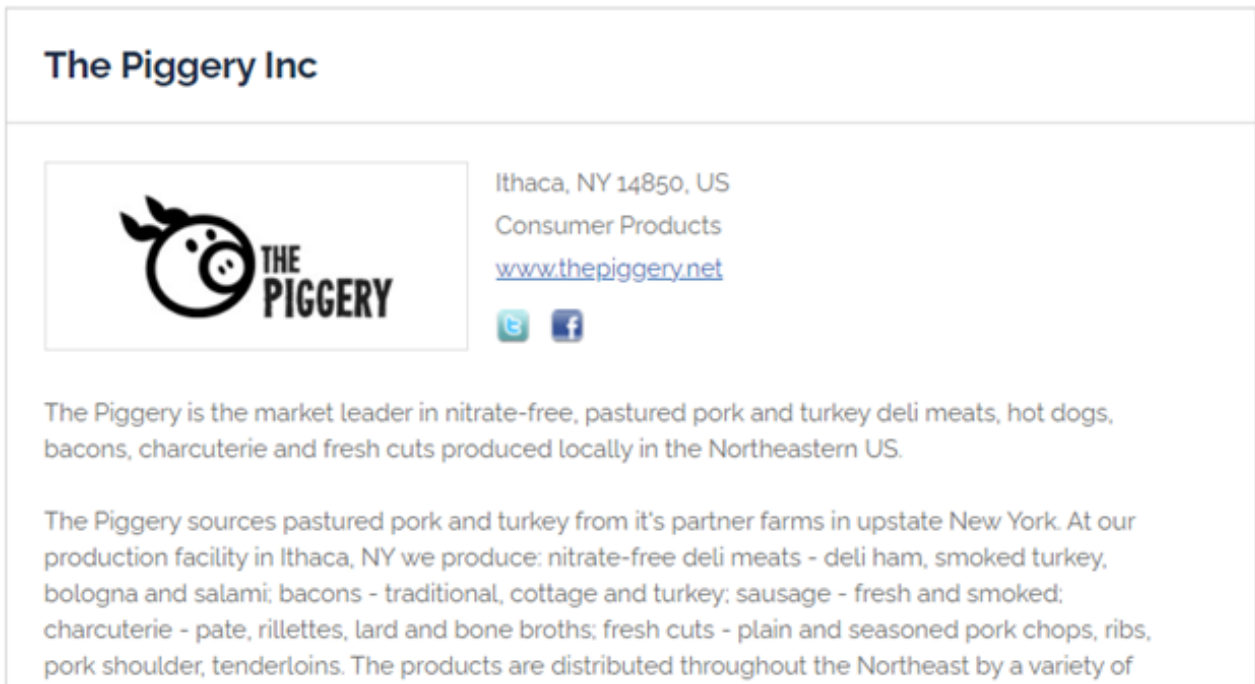 The Piggery Inc
THE
PIGGERY
Ithaca, NY 14850, US
Consumer Products
www.thepiggery.net
The Piggery is the market leader in nitrate-free, pastured pork and turkey deli meats, hot dogs,
bacons, charcuterie and fresh cuts produced locally in the Northeastern US.
The Piggery sources pastured pork and turkey from it's partner farms in upstate New York. At our
production facility in Ithaca, NY we produce: nitrate-free deli meats - deli ham, smoked turkey,
bologna and salami; bacons - traditional, cottage and turkey; sausage - fresh and smoked;
charcuterie - pate, rillettes, lard and bone broths; fresh cuts - plain and seasoned pork chops, ribs,
pork shoulder, tenderloins. The products are distributed throughout the Northeast by a variety of